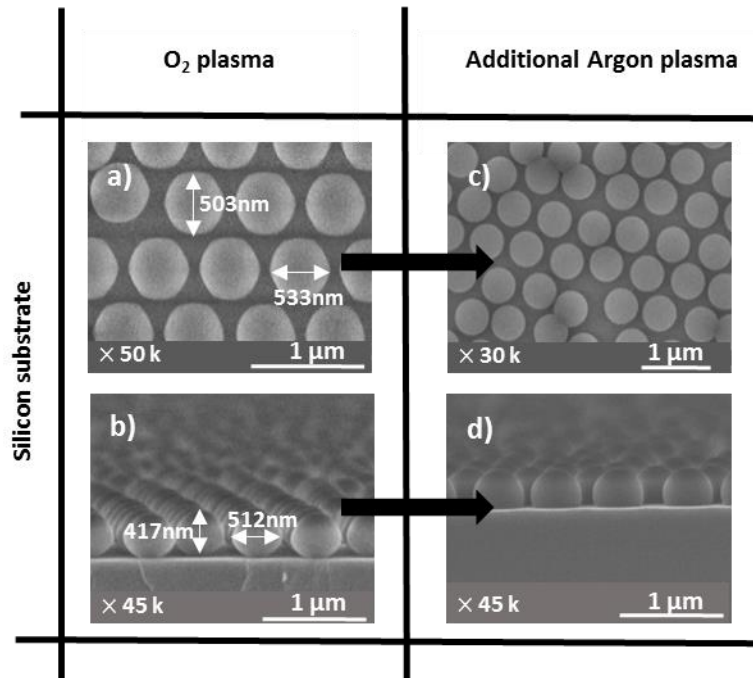 O₂ plasma
Additional Argon plasma
Silicon substrate
a)
503nm
533nm
× 50 k
1 µm
c)
× 30 k
1 µm
b)
417nm
512nm
× 45 k
1 µm
d)
× 45 k
1 µm